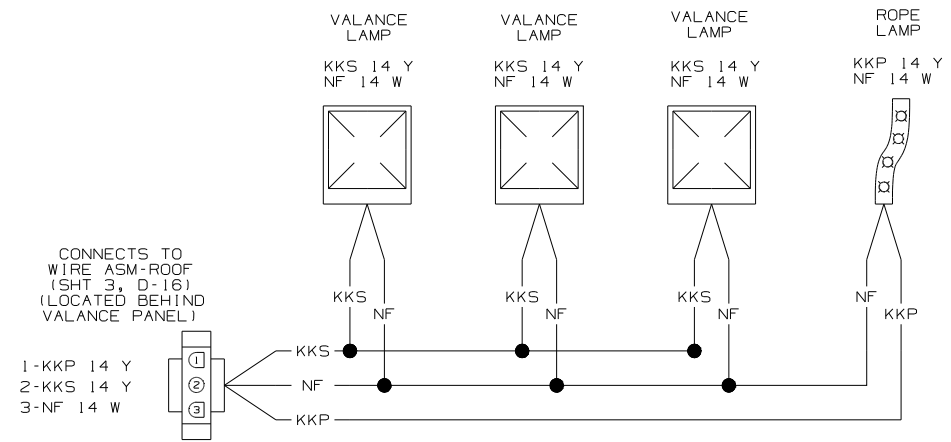 VALANCE
LAMP
KKS 14 Y
NF 14 W
VALANCE
LAMP
KKS 14 Y
NF 14 W
VALANCE
LAMP
KKS 14 Y
NF 14 W
ROPE
LAMP
KKP 14 Y
NF 14 W
CONNECTS TO
WIRE ASM-ROOF
(SHT 3, D-16)
(LOCATED BEHIND
VALANCE PANEL)
1-KKP 14 Y
2-KKS 14 Y
3-NF 14 W
1
2
3
KKS
NF
KKS
NF
KKS
NF
NF
KKP
KKS
NF
KKP